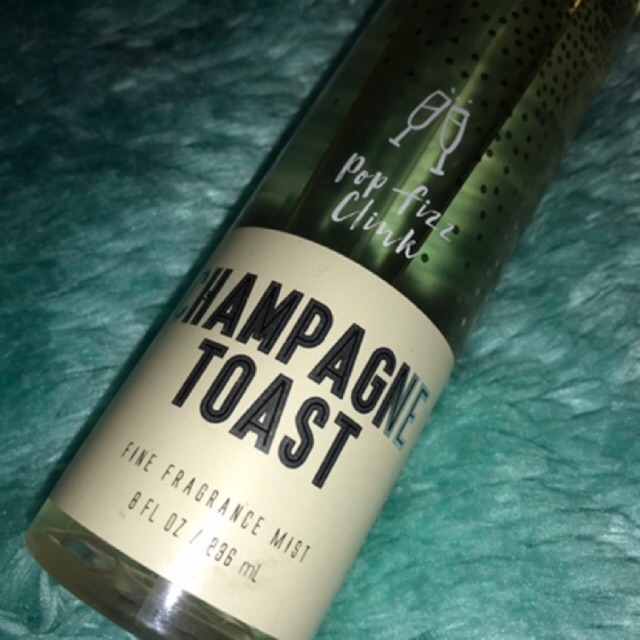 pop fizz
Clink.
CHAMPAGNE
TOAST
FINE FRAGRANCE MIST
8 FL OZ / 236 mL